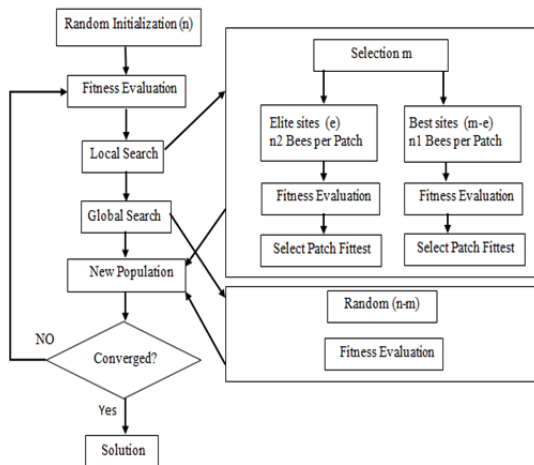 Random Initialization (n)
Fitness Evaluation
Local Search
Global Search
New Population
NO
Converged?
Yes
Solution
Selection m
Elite sites (e)
n2 Bees per Patch
Best sites (m-e)
n1 Bees per Patch
Fitness Evaluation
Fitness Evaluation
Select Patch Fittest
Select Patch Fittest
Random (n-m)
Fitness Evaluation